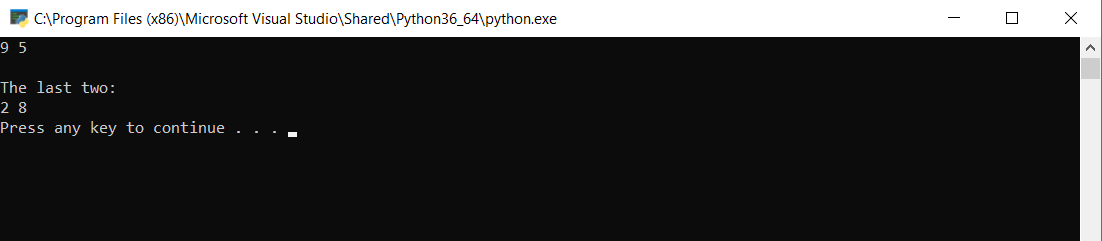 C:\Program Files (x86)\Microsoft Visual Studio\Shared\Python36_64\python.exe
9 5
The last two:
2 8
Press any key to continue . . .